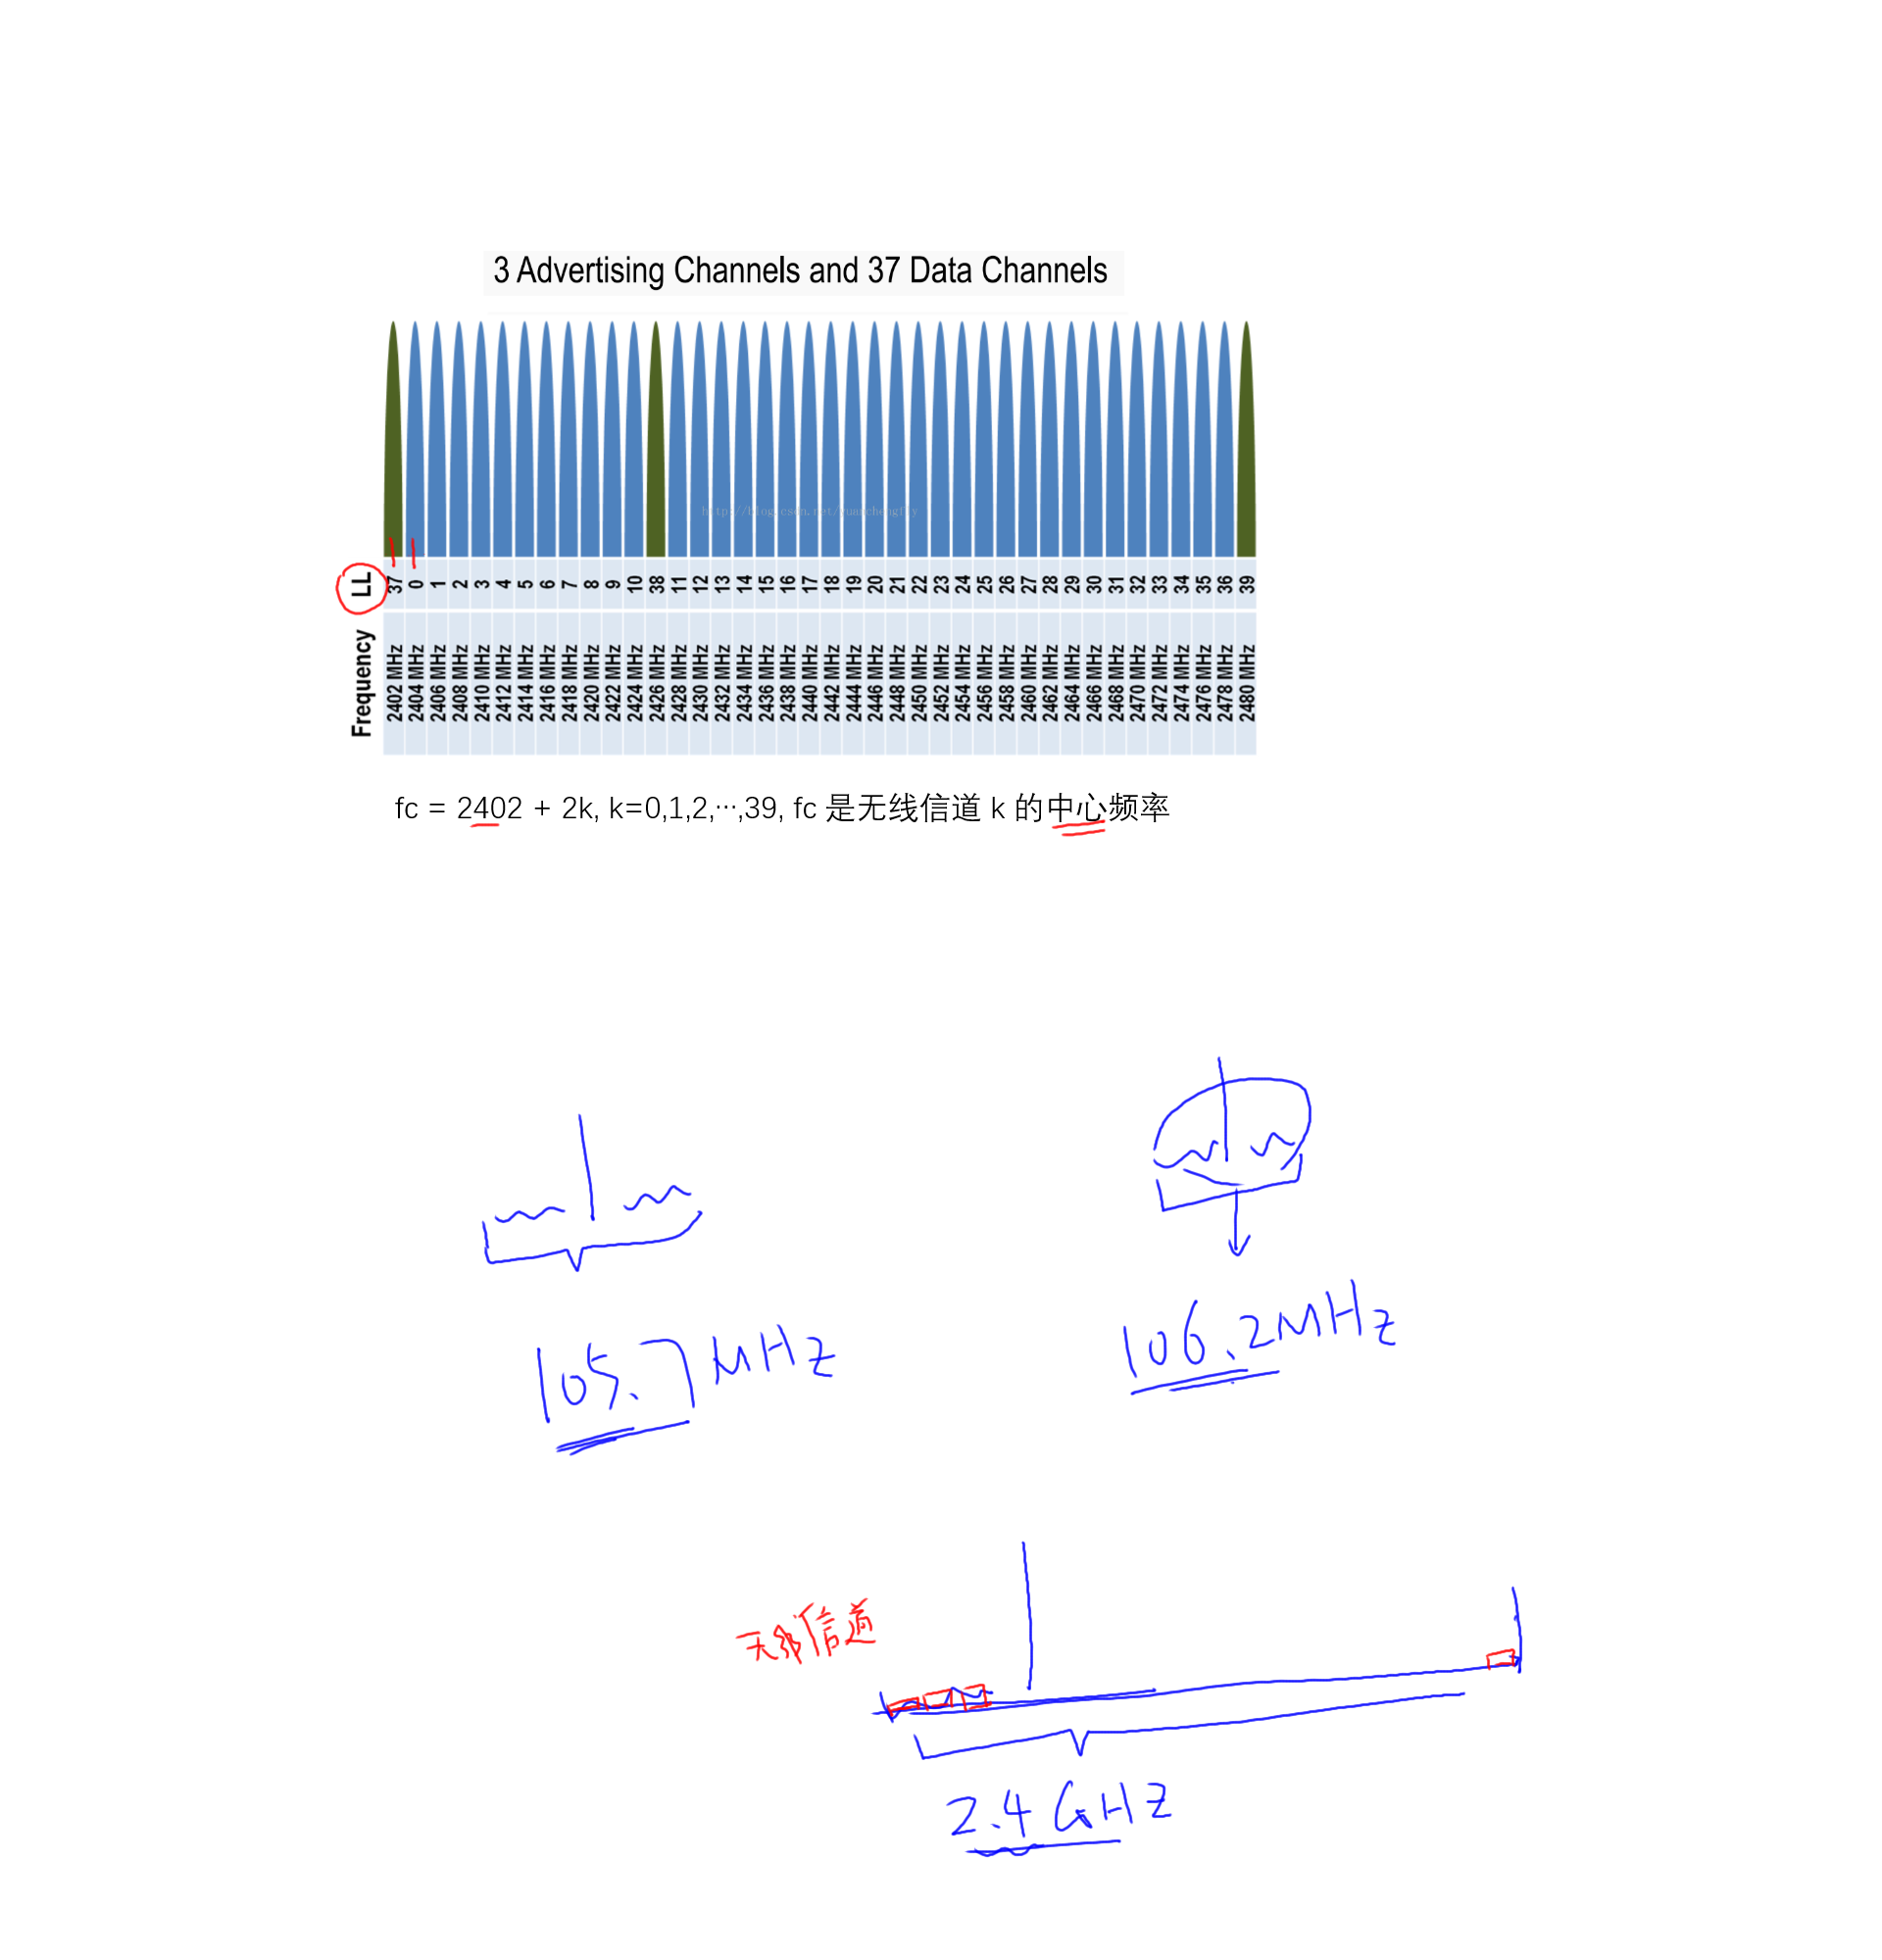 3 Advertising Channels and 37 Data Channels
LL 37 0 1 2 3 4 5 6 7 8 9 10 38 11 12 13 14 15 16 17 18 19 20 21 22 23 24 25 26 27 28 29 30 31 32 33 34 35 36 39
Frequency 2402 MHz 2404 MHz 2406 MHz 2408 MHz 2410 MHz 2412 MHz 2414 MHz 2416 MHz 2418 MHz 2420 MHz 2422 MHz 2424 MHz 2426 MHz 2428 MHz 2430 MHz 2432 MHz 2434 MHz 2436 MHz 2438 MHz 2440 MHz 2442 MHz 2444 MHz 2446 MHz 2448 MHz 2450 MHz 2452 MHz 2454 MHz 2456 MHz 2458 MHz 2460 MHz 2462 MHz 2464 MHz 2466 MHz 2468 MHz 2470 MHz 2472 MHz 2474 MHz 2476 MHz 2478 MHz 2480 MHz
fc = 2402 + 2k, k=0,1,2,···,39, fc 是无线信道 k 的中心频率
105.7MHz
106.2MHz
无线信道
2.4GHz